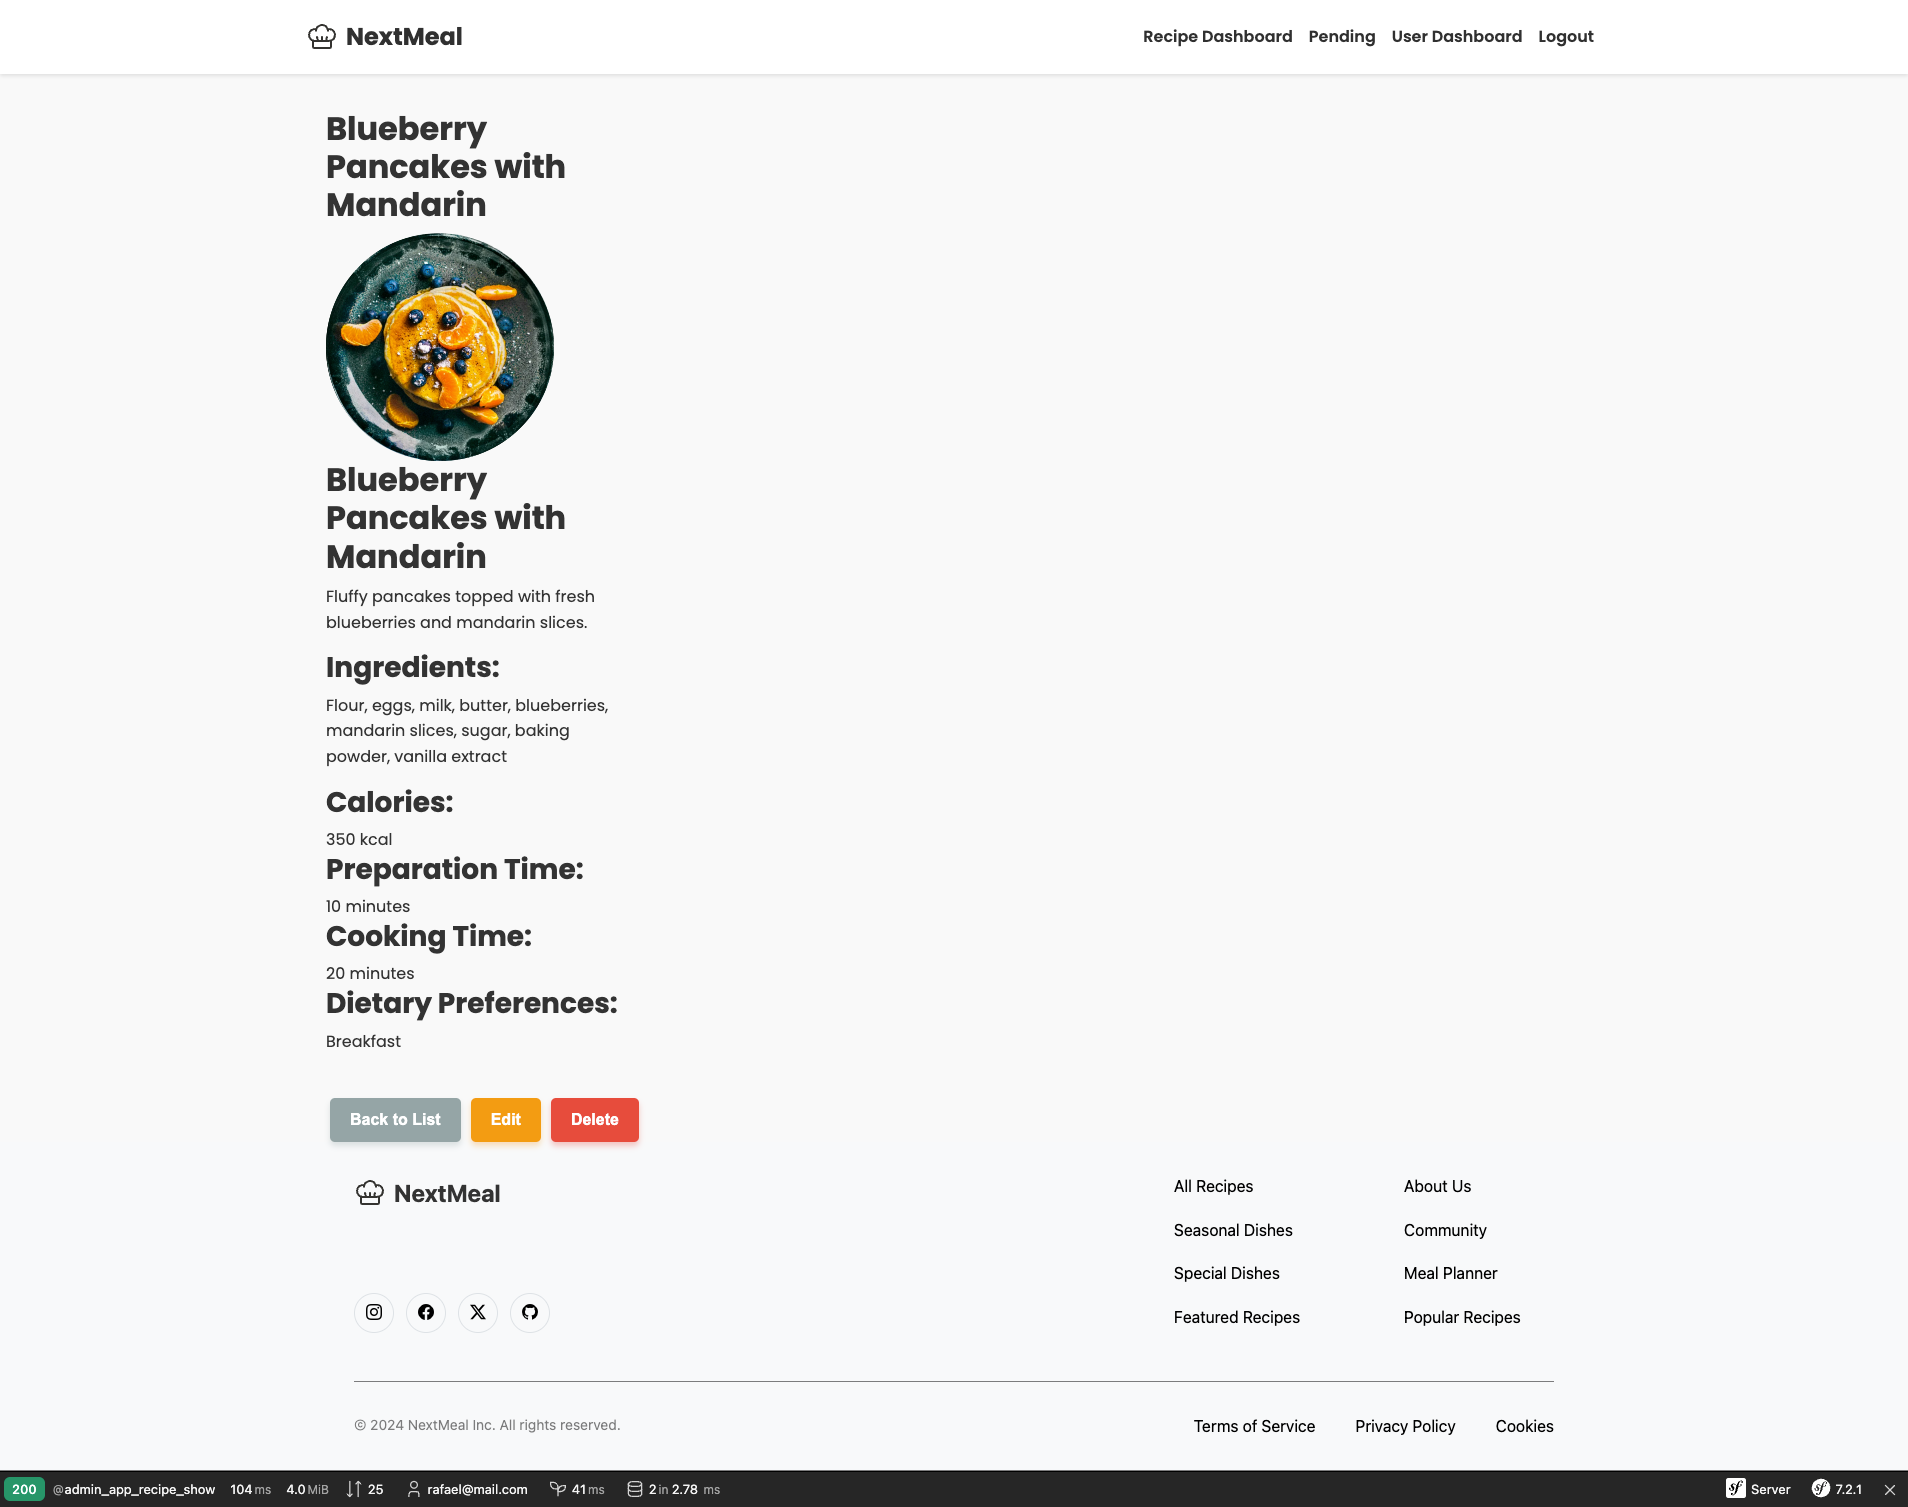 NextMeal
Recipe Dashboard Pending User Dashboard Logout
Blueberry
Pancakes with
Mandarin
Blueberry
Pancakes with
Mandarin
Fluffy pancakes topped with fresh
blueberries and mandarin slices.
Ingredients:
Flour, eggs, milk, butter, blueberries,
mandarin slices, sugar, baking
powder, vanilla extract
Calories:
350 kcal
Preparation Time:
10 minutes
Cooking Time:
20 minutes
Dietary Preferences:
Breakfast
Back to List Edit Delete
NextMeal
All Recipes
Seasonal Dishes
Special Dishes
Featured Recipes
About Us
Community
Meal Planner
Popular Recipes
© 2024 NextMeal Inc. All rights reserved.
Terms of Service Privacy Policy Cookies
200 @admin_app_recipe_show 104 ms 4.0 MiB 25 rafael@mail.com 41 ms 2 in 2.78 ms sf Server sf 7.2.1